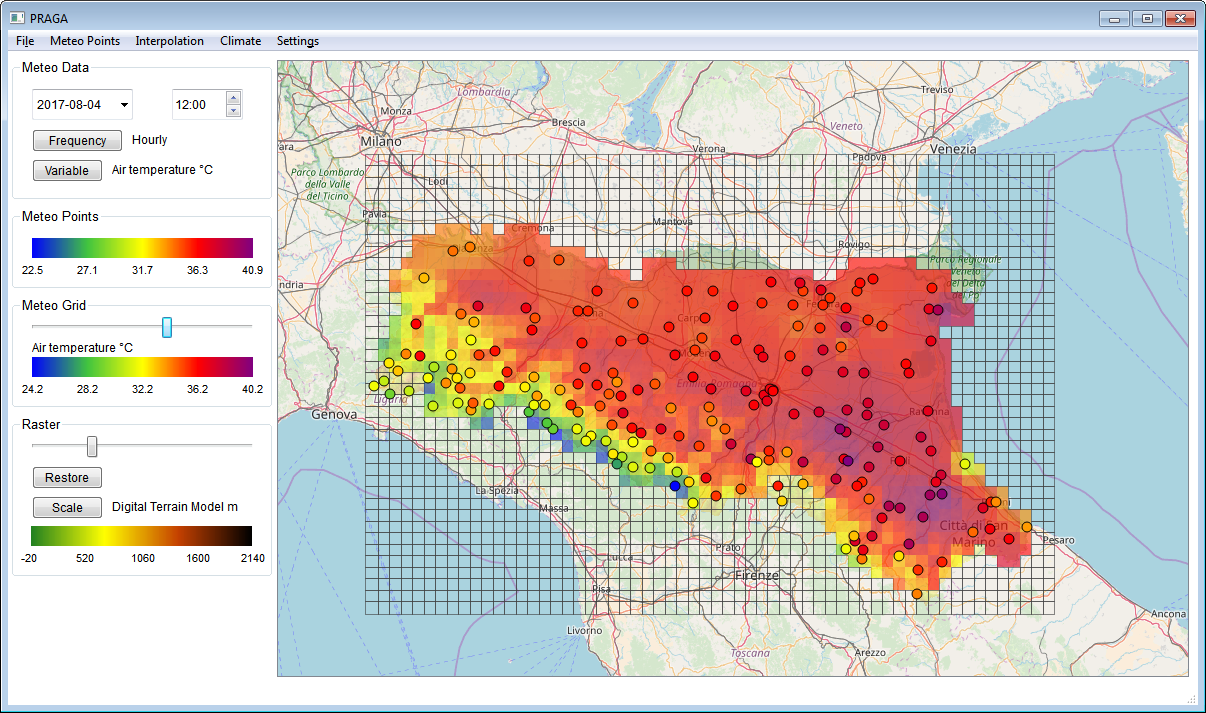 PRAGA
File Meteo Points Interpolation Climate Settings
Meteo Data
2017-08-04 12:00
Frequency Hourly
Variable Air temperature °C
Meteo Points
22.5 27.1 31.7 36.3 40.9
Meteo Grid
Air temperature °C
24.2 28.2 32.2 36.2 40.2
Raster
Restore
Scale Digital Terrain Model m
-20 520 1060 1600 2140
Lombardia
Treviso
Monza
Brescia
Veneto
Milano
Verona
Venezia
Padova
Parco Lombardo
della Valle
del Ticino
Lodi
Pavia
Mantova
Cremona
Rovigo
Parco Regionale
Veneto
del Delta
del Po
ndria
Carp
Emilia-Romagna
Liguria
Genova
Ravenna
La Spezia
Massa
Città di San
Marino
Pesaro
Prato
Lucca
Firenze
Pisa
Ancona
Livorno
Toscana
Arezzo